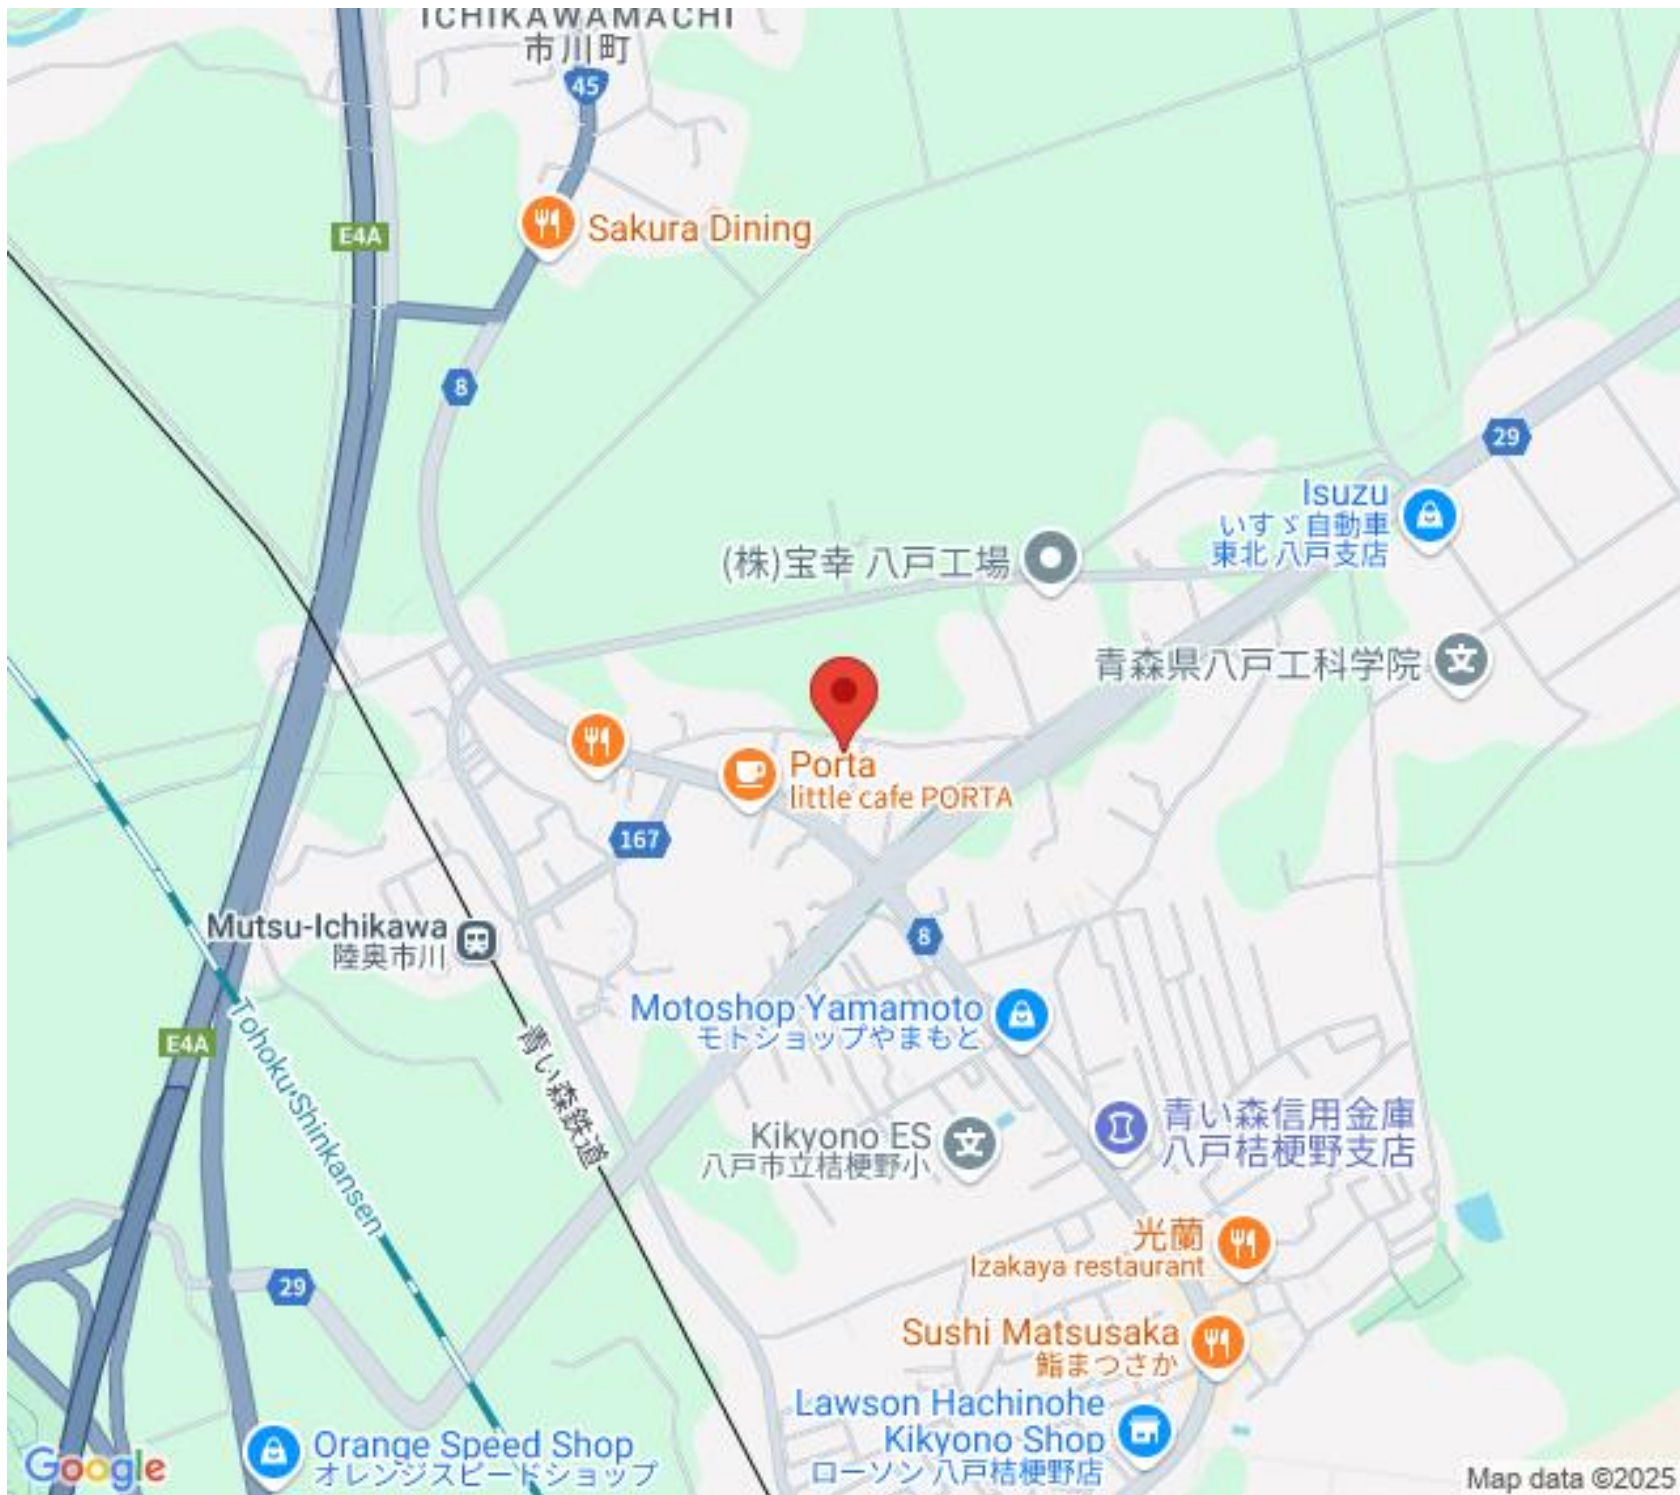 ICHIKAWAMACHI
市川町
45
Sakura Dining
E4A
8
29
Isuzu
いすゞ自動車
東北 八戸支店
(株)宝幸 八戸工場
青森県八戸工科学院
Porta
little cafe PORTA
167
Mutsu-Ichikawa
陸奥市川
8
Motoshop Yamamoto
モトショップやまもと
E4A
Tohoku Shinkansen
青い森鉄道
Kikyono ES
八戸市立桔梗野小
青い森信用金庫
八戸桔梗野支店
光蘭
Izakaya restaurant
29
Sushi Matsusaka
鮨まつさか
Lawson Hachinohe
Kikyono Shop
ローソン 八戸桔梗野店
Orange Speed Shop
オレンジスピードショップ
Google
Map data ©2025